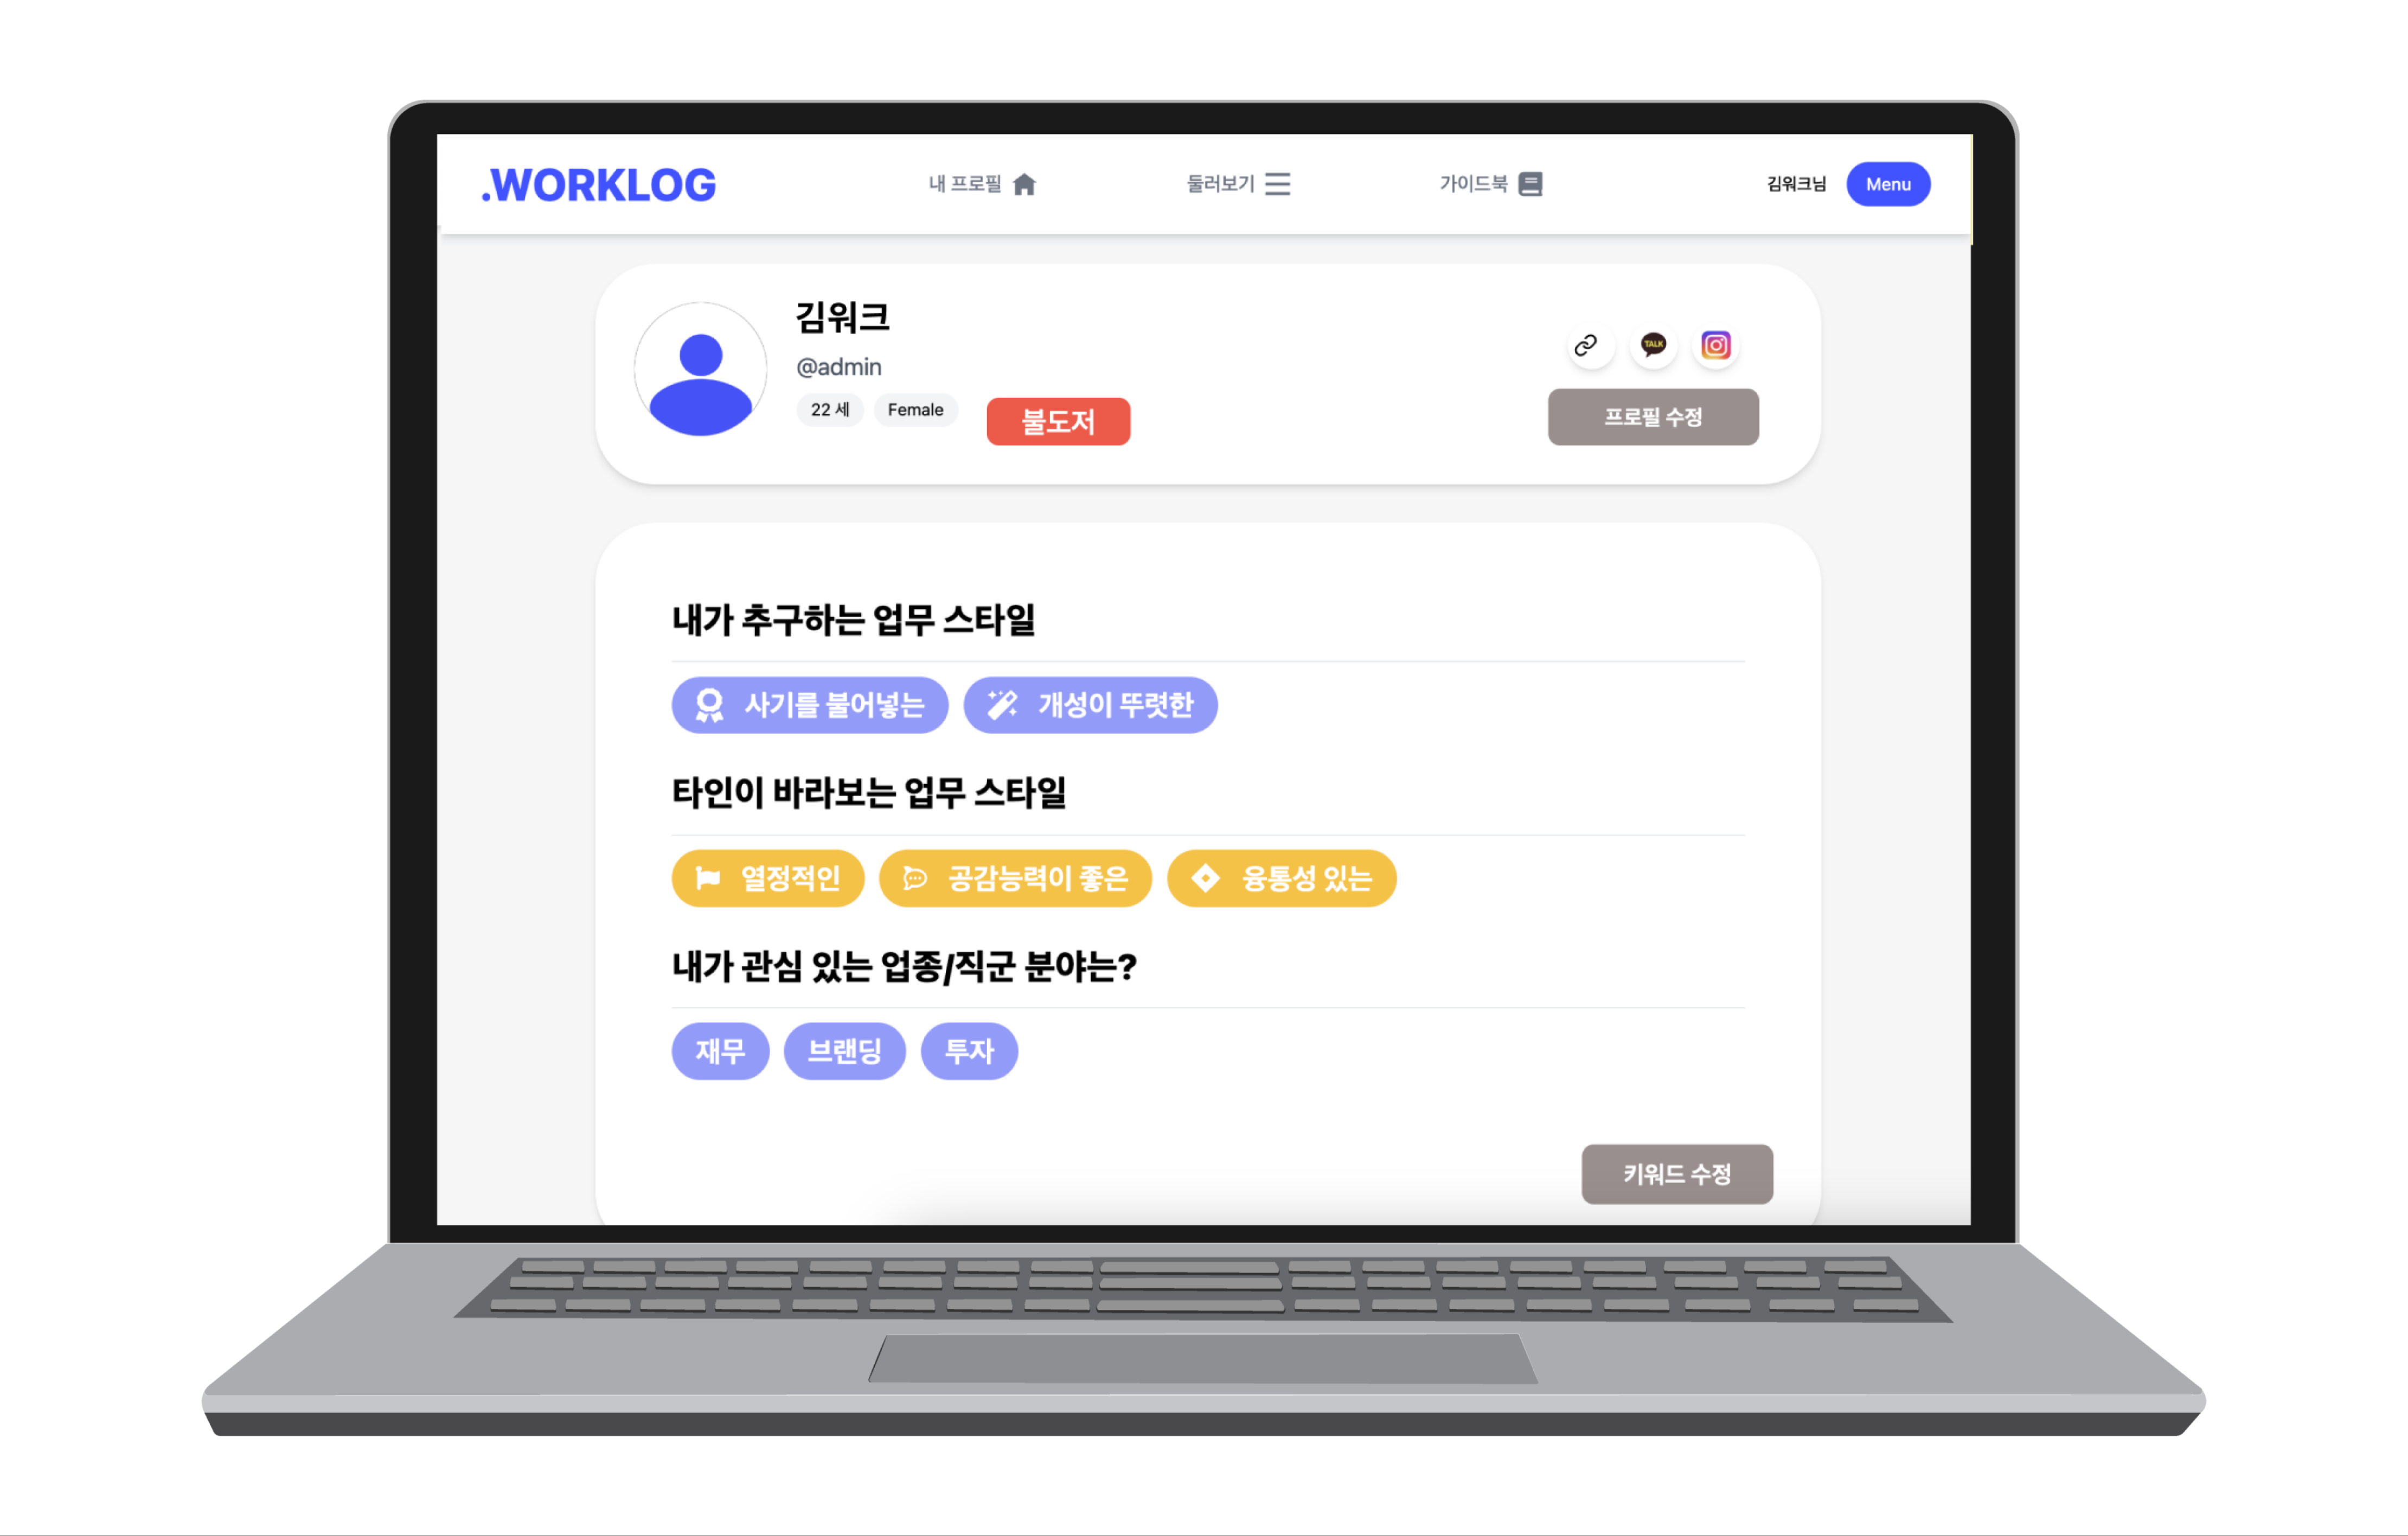 .WORKLOG 내 프로필 둘러보기 가이드북 김워크님 Menu
김워크
@admin
TALK
22 세 Female 불도저 프로필 수정
내가 추구하는 업무 스타일
사기를 불어넣는 개성이 뚜렷한
타인이 바라보는 업무 스타일
열정적인 공감능력이 좋은 융통성 있는
내가 관심 있는 업종/직군 분야는?
재무 브랜딩 투자
키워드 수정